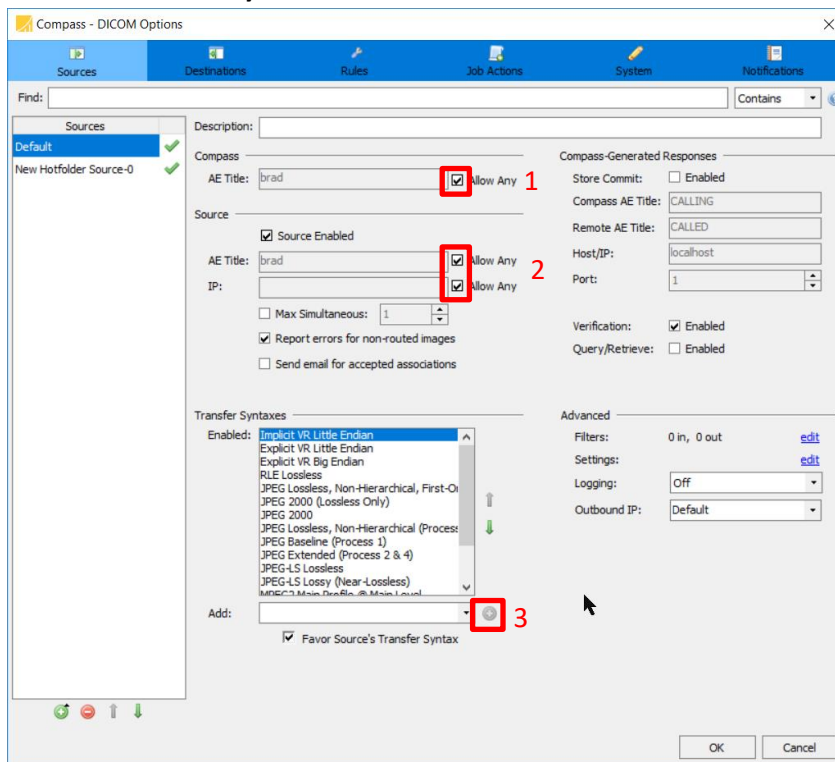 Compass - DICOM Options
Sources Destinations Rules Job Actions System Notifications
Find: Contains
Sources
Default
New Hotfolder Source-0
Description:
Compass
AE Title: brad Allow Any 1
Source
Source Enabled
AE Title: brad Allow Any
2
IP: Allow Any
Max Simultaneous: 1
Report errors for non-routed images
Send email for accepted associations
Compass-Generated Responses
Store Commit: Enabled
Compass AE Title: CALLING
Remote AE Title: CALLED
Host/IP: localhost
Port: 1
Verification: Enabled
Query/Retrieve: Enabled
Transfer Syntaxes
Enabled: Implicit VR Little Endian
Explicit VR Little Endian
Explicit VR Big Endian
RLE Lossless
JPEG Lossless, Non-Hierarchical, First-Or
JPEG 2000 (Lossless Only)
JPEG 2000
JPEG Lossless, Non-Hierarchical (Process
JPEG Baseline (Process 1)
JPEG Extended (Process 2 & 4)
JPEG-LS Lossless
JPEG-LS Lossy (Near-Lossless)
MPEG2 Main Profile @ Main Level
Add: 3
Favor Source's Transfer Syntax
Advanced
Filters: 0 in, 0 out edit
Settings: edit
Logging: Off
Outbound IP: Default
OK Cancel